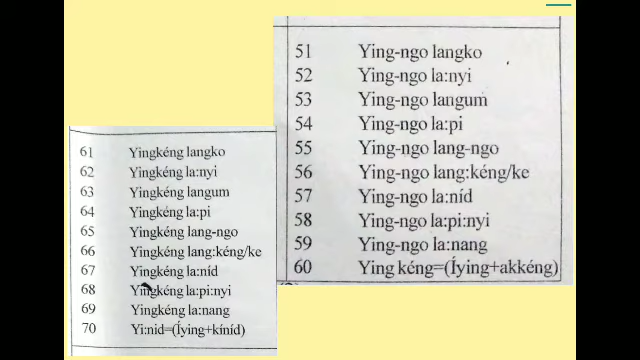 51 Ying-ngo langko
52 Ying-ngo la:nyi
53 Ying-ngo langum
54 Ying-ngo la:pi
55 Ying-ngo lang-ngo
56 Ying-ngo lang:kéng/ke
57 Ying-ngo la:níd
58 Ying-ngo la:pi:nyi
59 Ying-ngo la:nang
60 Ying kéng=(Íying+akkéng)
61 Yingkéng langko
62 Yingkéng la:nyi
63 Yingkéng langum
64 Yingkéng la:pi
65 Yingkéng lang-ngo
66 Yingkéng lang:kéng/ke
67 Yingkéng la:níd
68 Yingkéng la:pi:nyi
69 Yingkéng la:nang
70 Yi:nid=(Íying+kíníd)